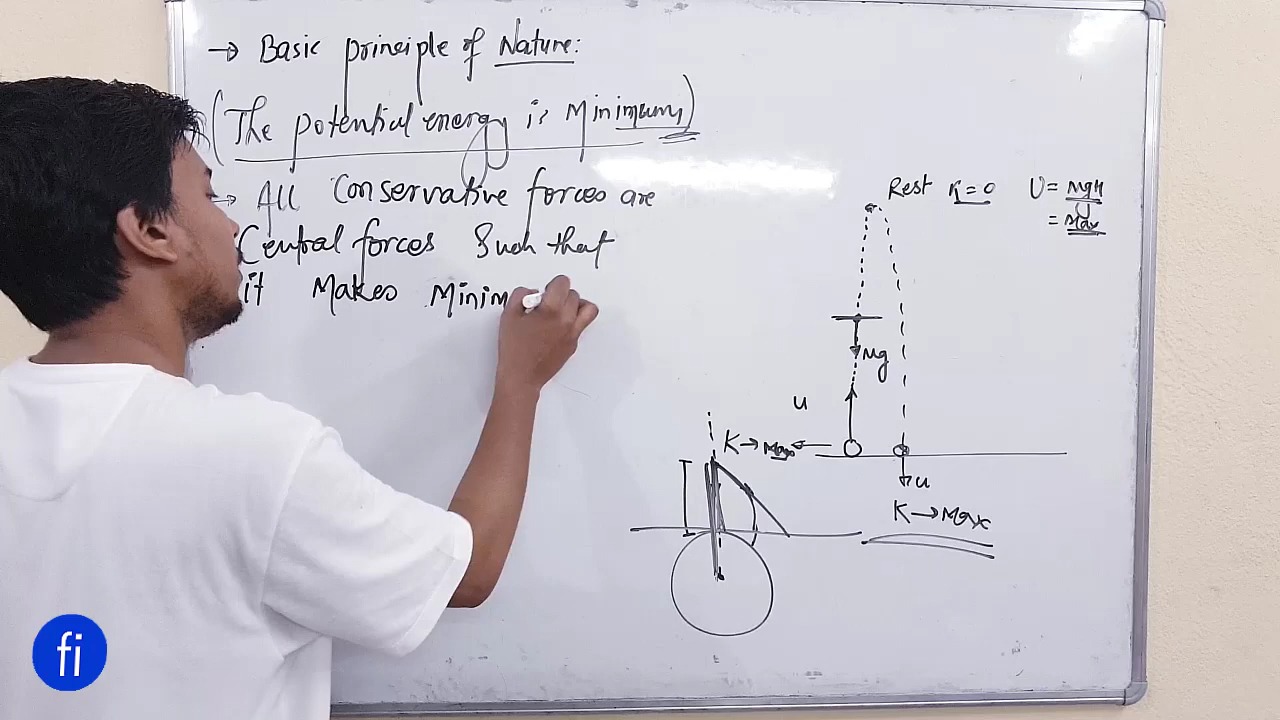 → Basic principle of Nature:
(The potential energy is Minimum)
→ All Conservative forces are
Central forces Such that
it Makes Minim
Rest K=0 U= MgH
= Max
Mg
u
K→Max
u
K→Max
fi